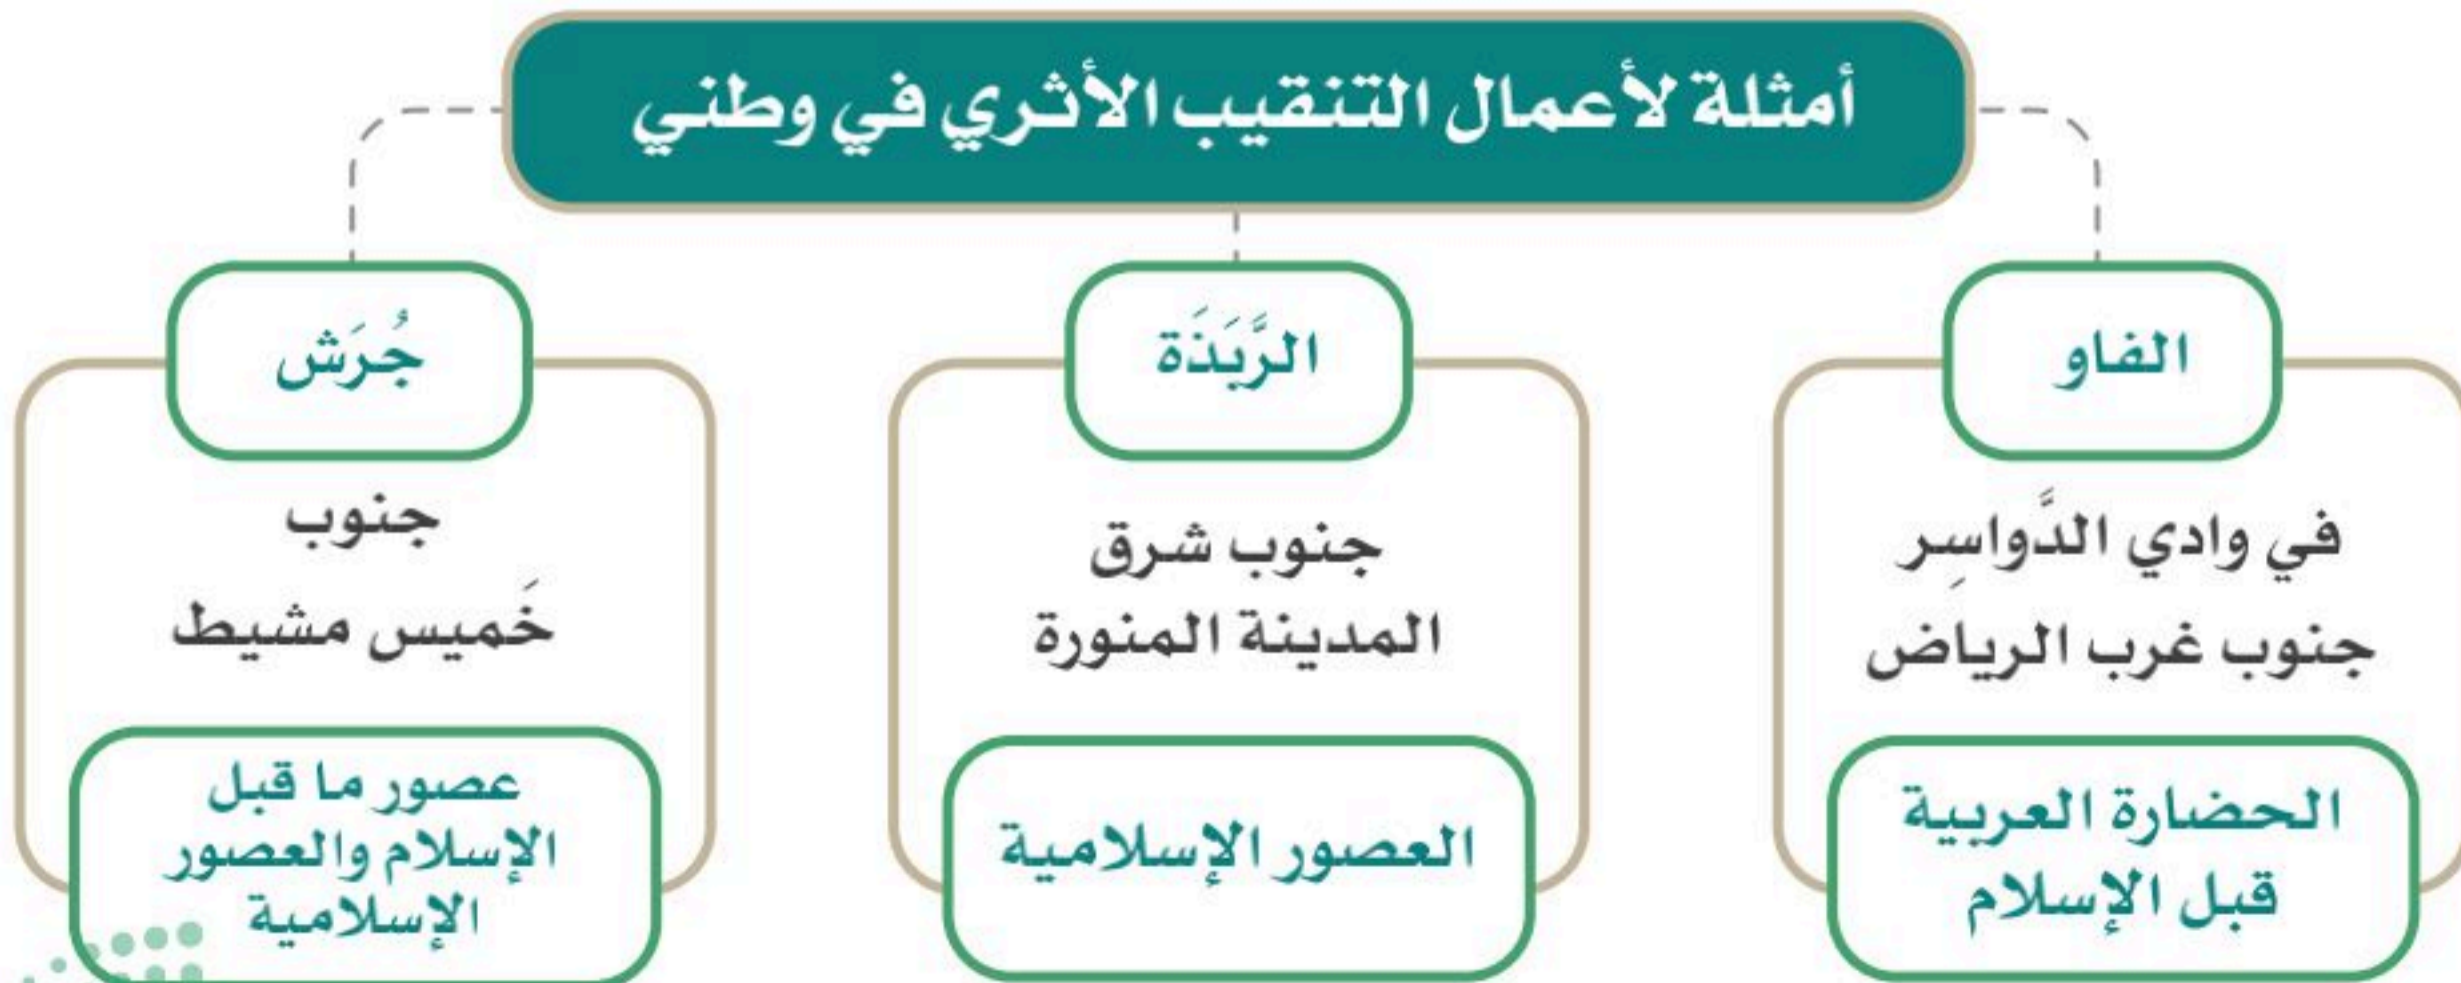 أمثلة لأعمال التنقيب الأثري في وطني
الفاو
في وادي الدَّواسِر
جنوب غرب الرياض
الحضارة العربية
قبل الإسلام
الرَّبَذَة
جنوب شرق
المدينة المنورة
العصور الإسلامية
جُرَش
جنوب
خَميس مشيط
عصور ما قبل
الإسلام والعصور
الإسلامية